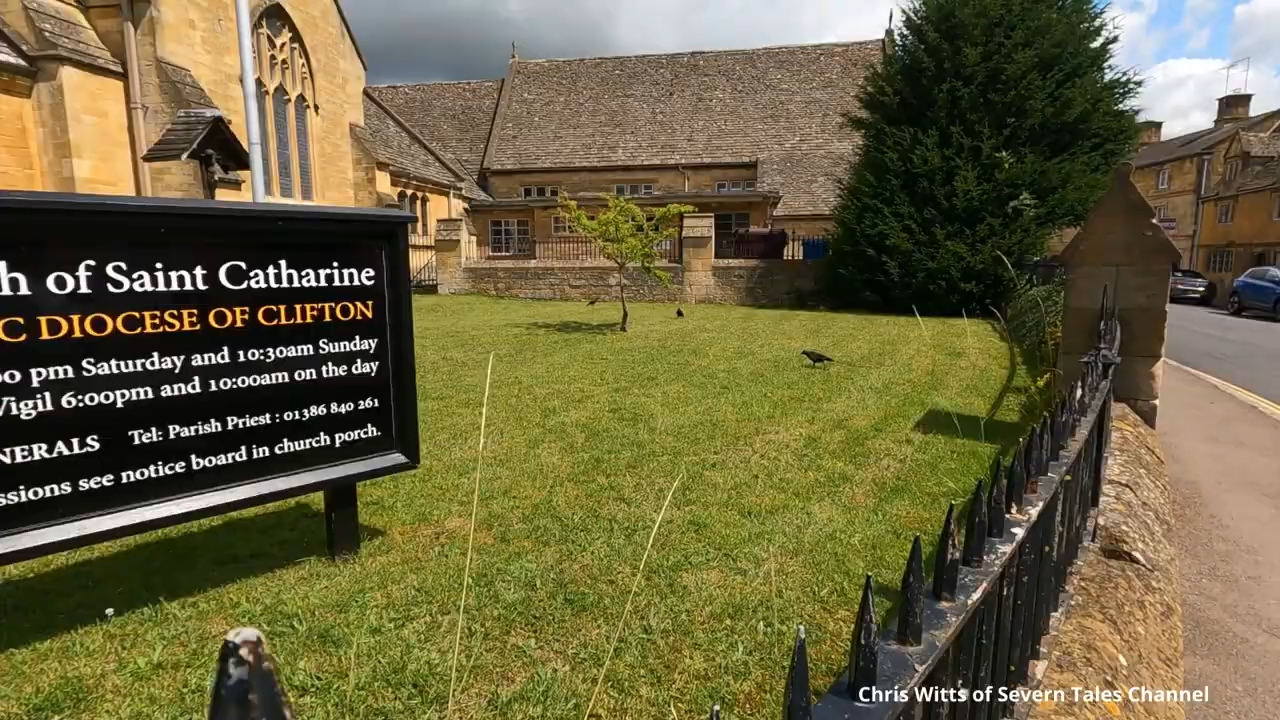 h of Saint Catharine
C DIOCESE OF CLIFTON
00 pm Saturday and 10:30am Sunday
Vigil 6:00pm and 10:00am on the day
NERALS Tel: Parish Priest : 01386 840 261
ssions see notice board in church porch.
Chris Witts of Severn Tales Channel